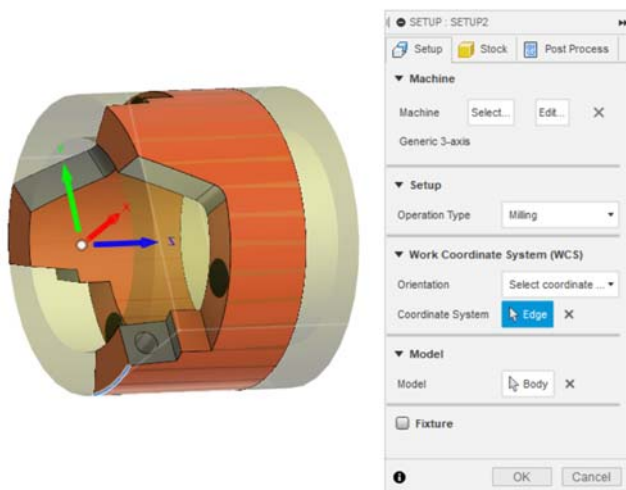 SETUP : SETUP2
Setup Stock Post Process
Machine
Machine Select... Edit...
Generic 3-axis
Setup
Operation Type Milling
Work Coordinate System (WCS)
Orientation Select coordinate ...
Coordinate System Edge
Model
Model Body
Fixture
OK Cancel
X
Z